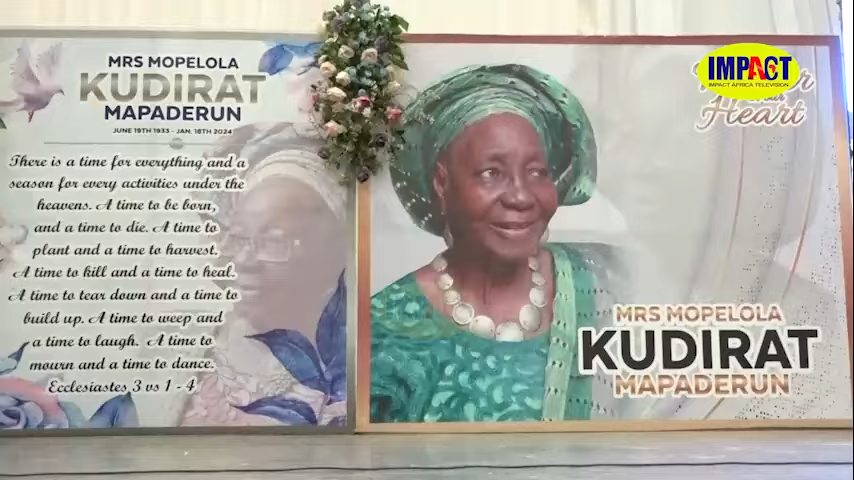 MRS MOPELOLA
KUDIRAT
MAPADERUN
JUNE 19TH 1933 - JAN. 18TH 2024
There is a time for everything and a
season for every activities under the
heavens. A time to be born,
and a time to die. A time to
plant and a time to harvest.
A time to kill and a time to heal.
A time to tear down and a time to
build up. A time to weep and
a time to laugh. A time to
mourn and a time to dance.
Ecclesiastes 3 vs 1 - 4
IMPACT
IMPACT AFRICA TELEVISION
Heart
MRS MOPELOLA
KUDIRAT
MAPADERUN